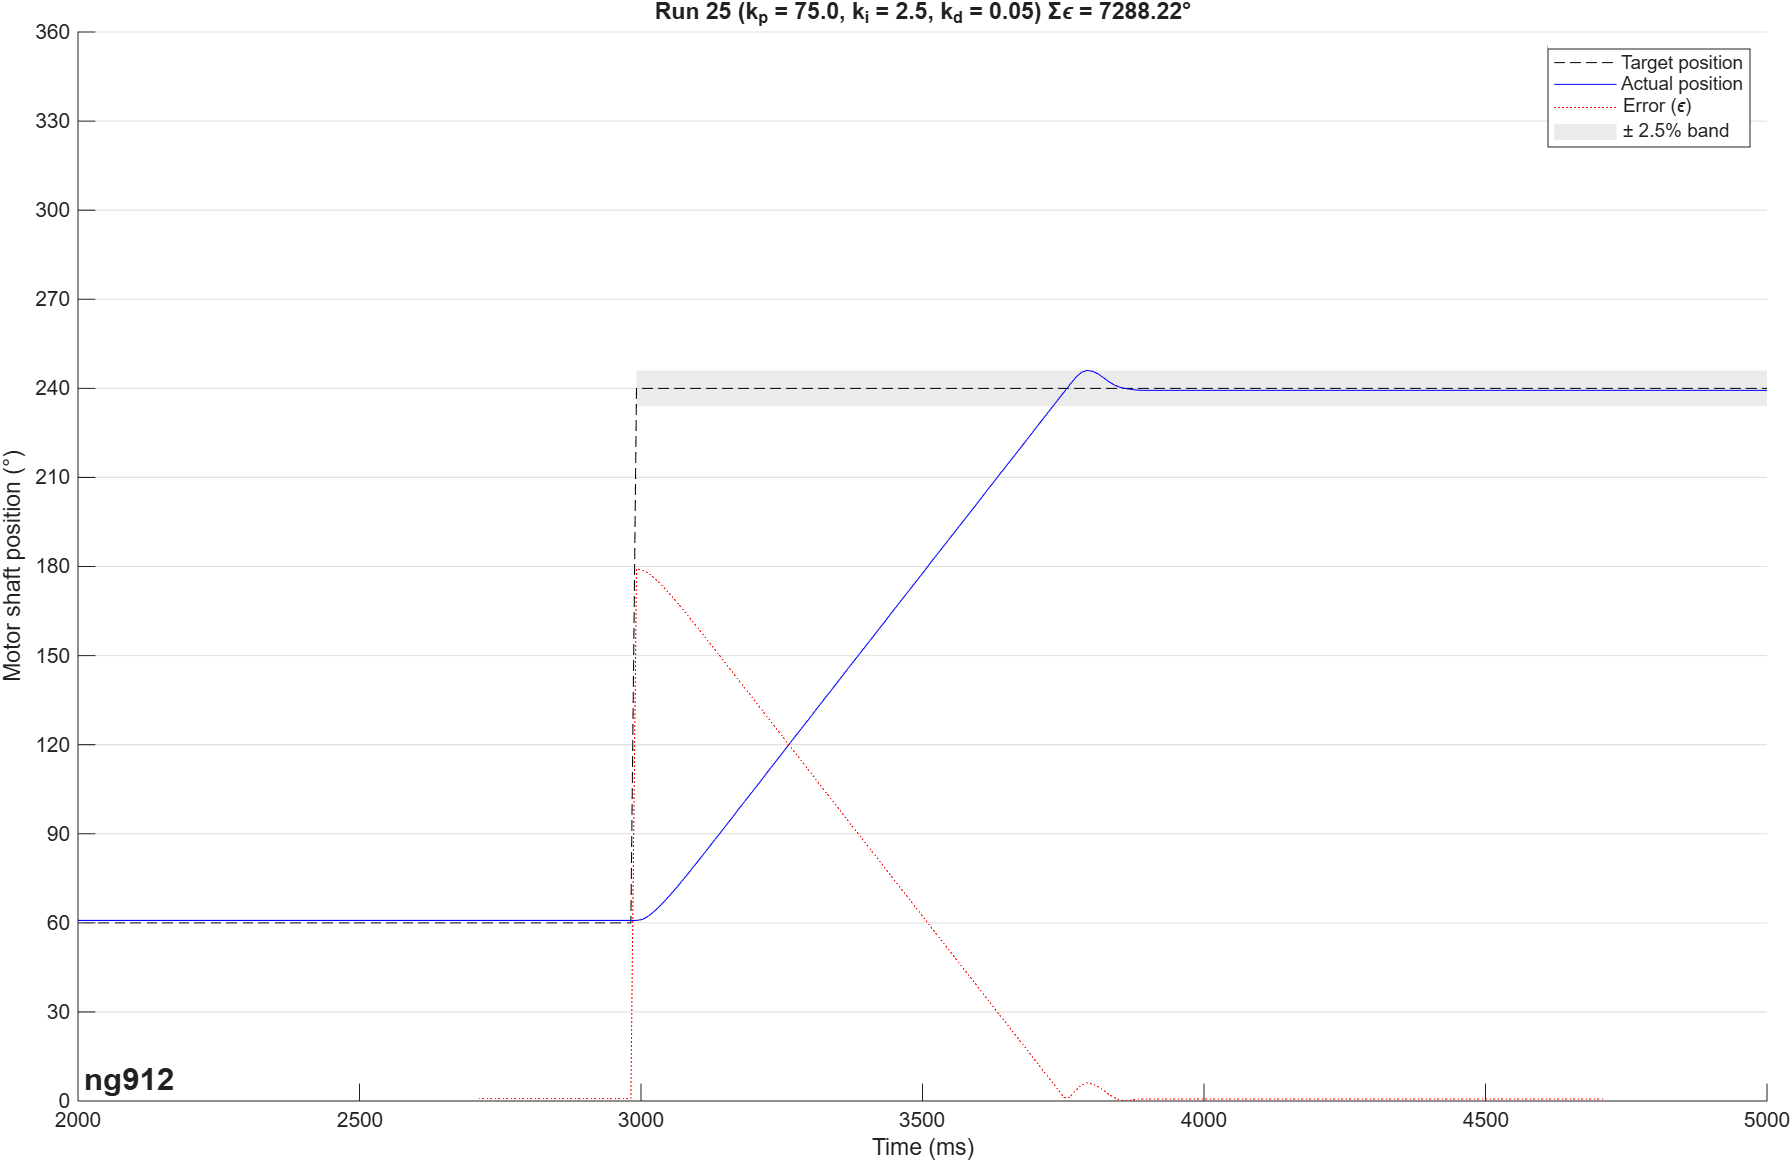 Run 25 (kp = 75.0, ki = 2.5, kd = 0.05) Σϵ = 7288.22°
360
330
300
270
240
210
180
150
120
90
60
30
0
Motor shaft position (°)
Target position
Actual position
Error (ϵ)
± 2.5% band
ng912
2000 2500 3000 3500 4000 4500 5000
Time (ms)